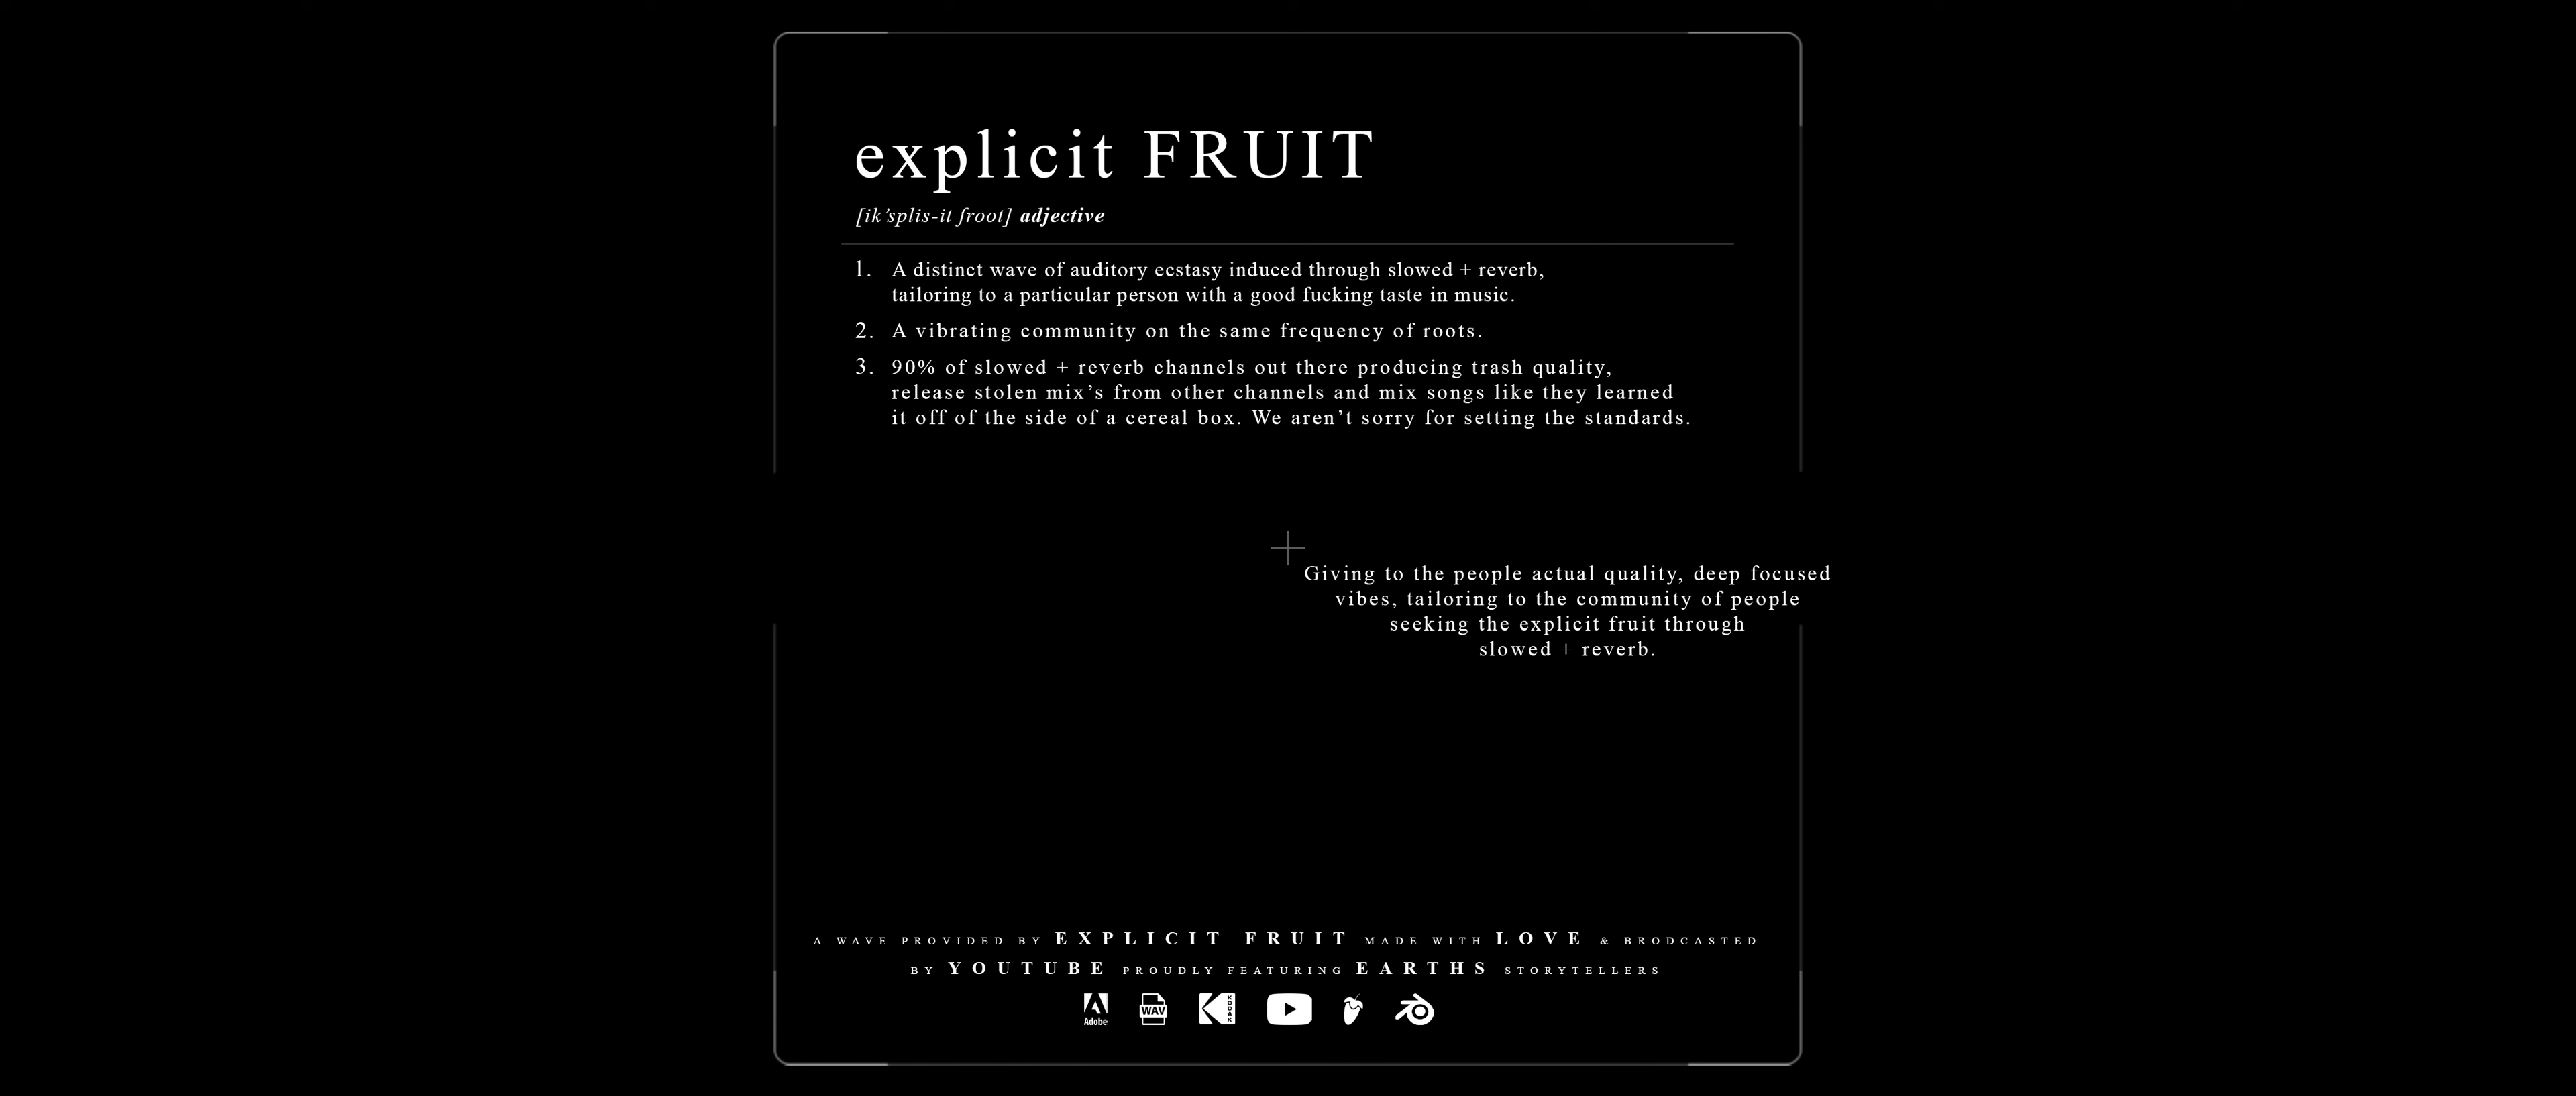 explicit FRUIT
[ik’splis-it froot] adjective
1. A distinct wave of auditory ecstasy induced through slowed + reverb,
tailoring to a particular person with a good fucking taste in music.
2. A vibrating community on the same frequency of roots.
3. 90% of slowed + reverb channels out there producing trash quality,
release stolen mix’s from other channels and mix songs like they learned
it off of the side of a cereal box. We aren’t sorry for setting the standards.
Giving to the people actual quality, deep focused
vibes, tailoring to the community of people
seeking the explicit fruit through
slowed + reverb.
A WAVE PROVIDED BY EXPLICIT FRUIT MADE WITH LOVE & BRODCASTED
BY YOUTUBE PROUDLY FEATURING EARTHS STORYTELLERS
Adobe WAV KODAK